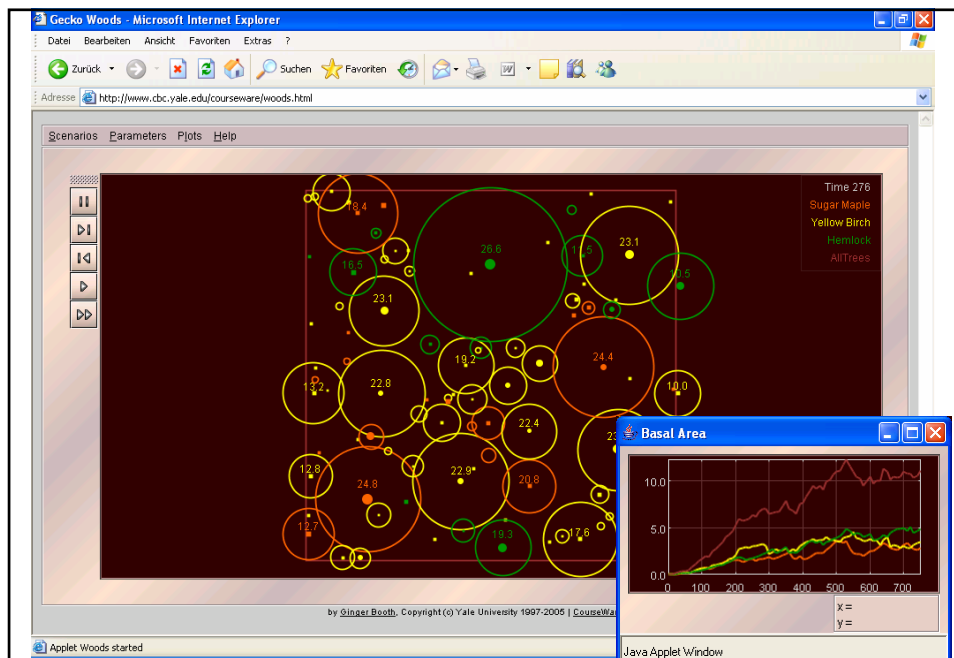 Gecko Woods - Microsoft Internet Explorer
Datei Bearbeiten Ansicht Favoriten Extras ?
Zurück Suchen Favoriten
Adresse http://www.cbc.yale.edu/courseware/woods.html
Scenarios Parameters Plots Help
Time 276
Sugar Maple
Yellow Birch
Hemlock
AllTrees
18.4
26.6
23.1
16.5
10.5
23.1
19.2
24.4
13.2
22.8
10.0
22.4
12.8
22.9
20.8
24.8
12.7
19.3
17.6
Basal Area
10.0
5.0
0.0
0 100 200 300 400 500 600 700
x =
y =
by Ginger Booth, Copyright (c) Yale University 1997-2005 |
Applet Woods started
Java Applet Window